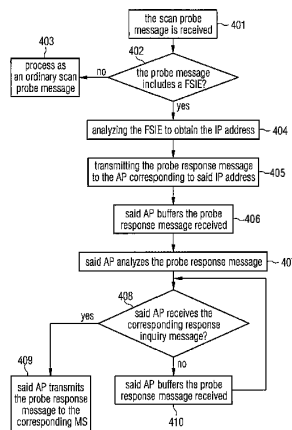 the scan probe
message is received
401
403
402
process as
an ordinary scan
probe message
no
the probe message
includes a FSIE?
yes
analyzing the FSIE to obtain the IP address
404
transmitting the probe response message
to the AP corresponding to said IP address
405
said AP buffers the probe
response message received
406
said AP analyzes the probe response message
407
408
yes
said AP receives the
corresponding response
inquiry message?
no
409
said AP transmits
the probe response
message to the
corresponding MS
said AP buffers the probe
response message received
410